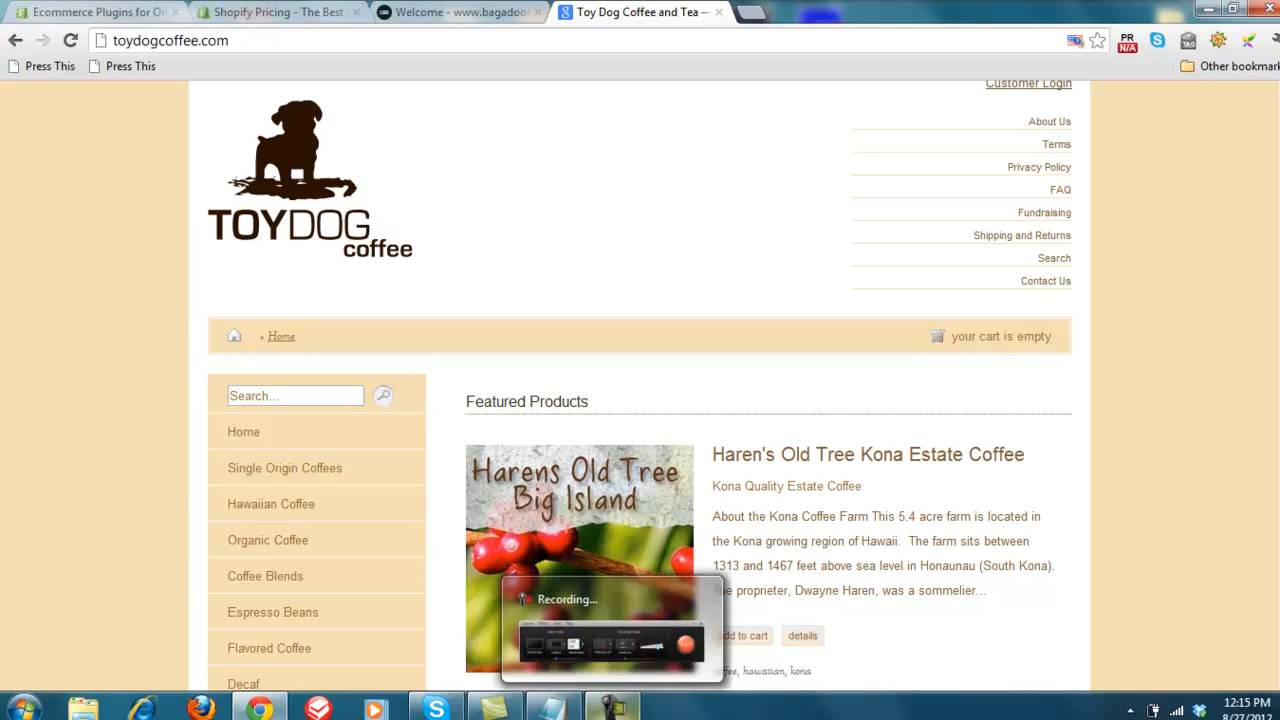 Ecommerce Plugins for On
Shopify Pricing - The Best
Welcome - www.bagadoor
Toy Dog Coffee and Tea —
toydogcoffee.com
PR
N/A
Press This
Press This
Other bookmark
Customer Login
About Us
Terms
Privacy Policy
FAQ
Fundraising
Shipping and Returns
Search
Contact Us
TOYDOG
coffee
Home
your cart is empty
Search...
Home
Single Origin Coffees
Hawaiian Coffee
Organic Coffee
Coffee Blends
Espresso Beans
Flavored Coffee
Decaf
Featured Products
Harens Old Tree
Big Island
Haren's Old Tree Kona Estate Coffee
Kona Quality Estate Coffee
About the Kona Coffee Farm This 5.4 acre farm is located in
the Kona growing region of Hawaii. The farm sits between
1313 and 1467 feet above sea level in Honaunau (South Kona).
proprietor, Dwayne Haren, was a sommelier...
dd to cart
details
ffee, hawaiian, kona
Recording...
12:15 PM